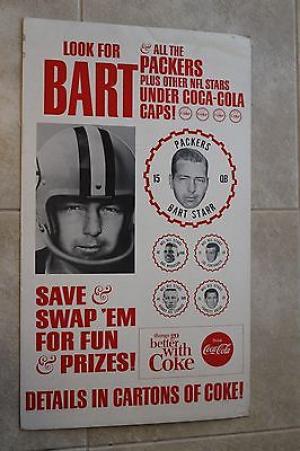 LOOK FOR
BART
& ALL THE
PACKERS
PLUS OTHER NFL STARS
UNDER COCA-COLA
CAPS!
PACKERS
15 QB
BART STARR
SAVE &
SWAP 'EM
FOR FUN
& PRIZES!
things go
better
with
Coke
Drink
Coca-Cola
DETAILS IN CARTONS OF COKE!